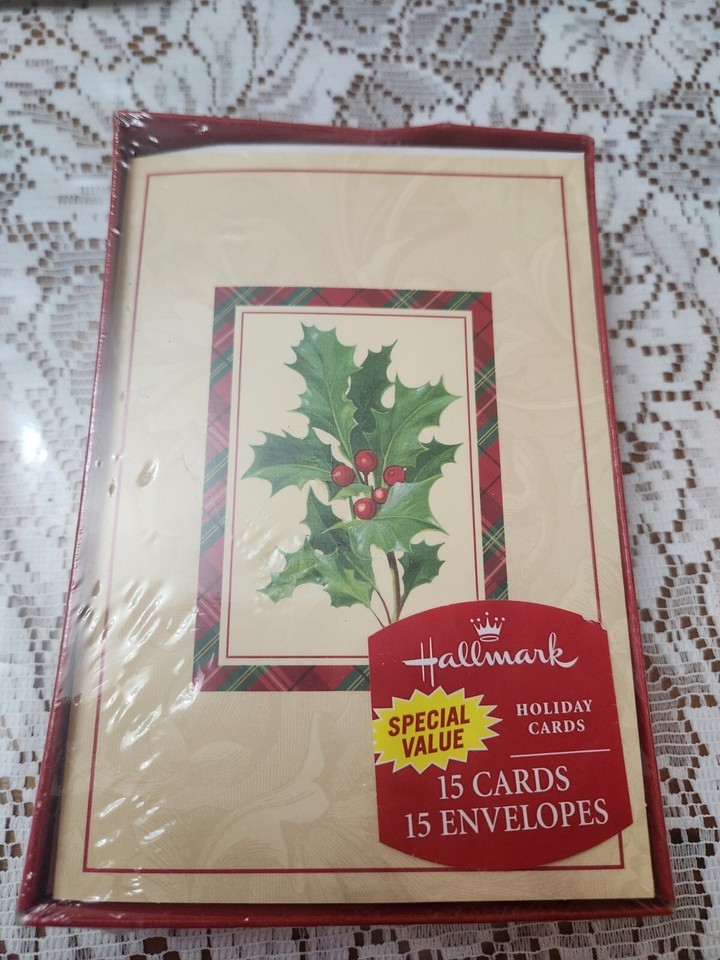 Hallmark
SPECIAL
VALUE
HOLIDAY
CARDS
15 CARDS
15 ENVELOPES